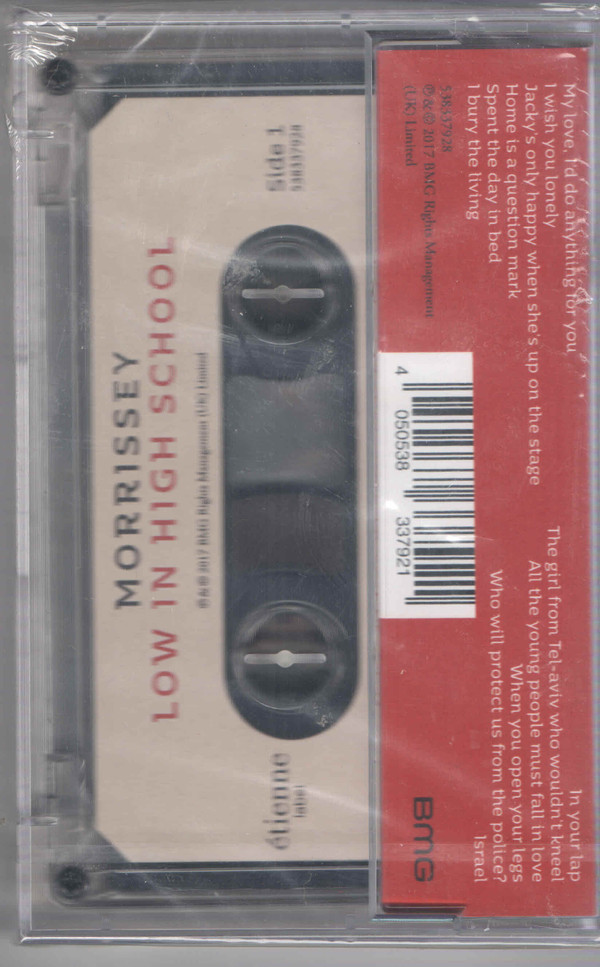 MORRISSEY
LOW IN HIGH SCHOOL
℗ & © 2017 BMG Rights Management (UK) Limited
Side 1
538337928
étienne
label
My love, I'd do anything for you
I wish you lonely
Jacky's only happy when she's up on the stage
Home is a question mark
Spent the day in bed
I bury the living
In your lap
The girl from Tel-aviv who wouldn't kneel
All the young people must fall in love
When you open your legs
Who will protect us from the police?
Israel
538337928
℗ & © 2017 BMG Rights Management
(UK) Limited
4 050538 337921
BMG